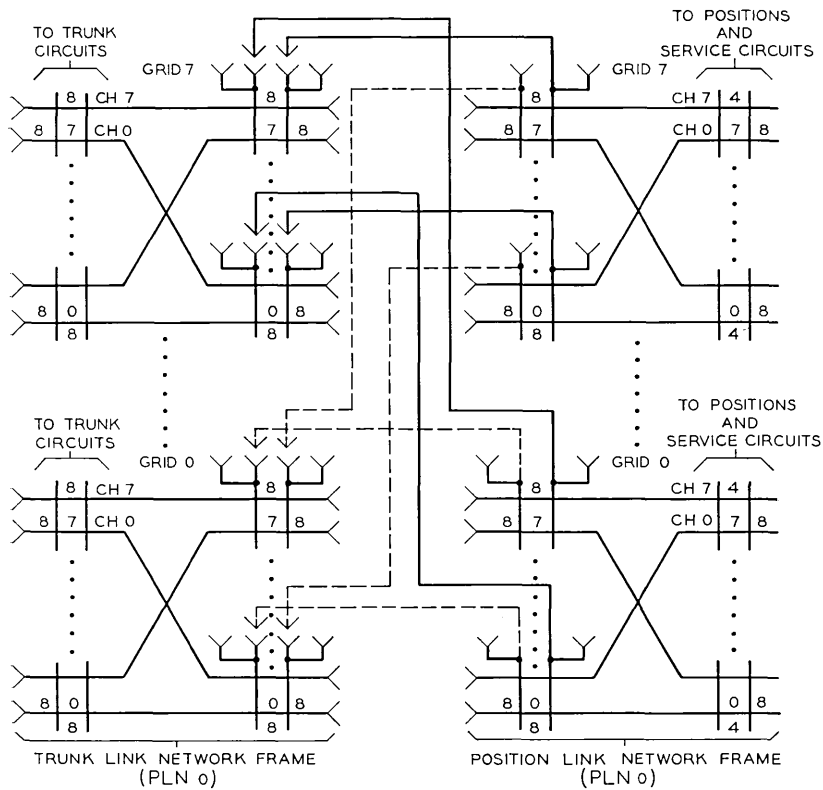 TO TRUNK
CIRCUITS
GRID 7
GRID 7
TO POSITIONS
AND
SERVICE CIRCUITS
8 CH 7
8 7 CH 0
8
7 8
8
8 7
CH 7 4
CH 0 7 8
8 0
8
0 8
8
8 0
8
0 8
4
TO TRUNK
CIRCUITS
GRID 0
GRID 0
TO POSITIONS
AND
SERVICE CIRCUITS
8 CH 7
8 7 CH 0
8
7 8
8
8 7
CH 7 4
CH 0 7 8
8 0
8
0 8
8
8 0
8
0 8
4
TRUNK LINK NETWORK FRAME
(PLN 0)
POSITION LINK NETWORK FRAME
(PLN 0)